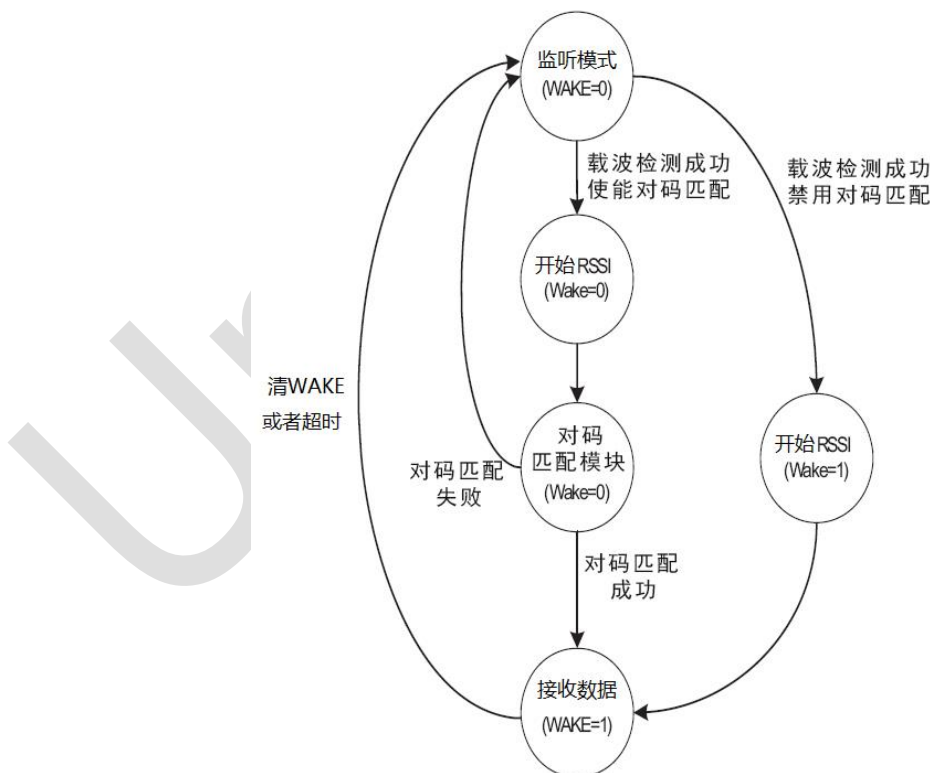 监听模式
(WAKE=0)
载波检测成功
使能对码匹配
载波检测成功
禁用对码匹配
开始RSSI
(Wake=0)
清WAKE
或者超时
对码
匹配模块
(Wake=0)
对码匹配
失败
开始RSSI
(Wake=1)
对码匹配
成功
接收数据
(WAKE=1)